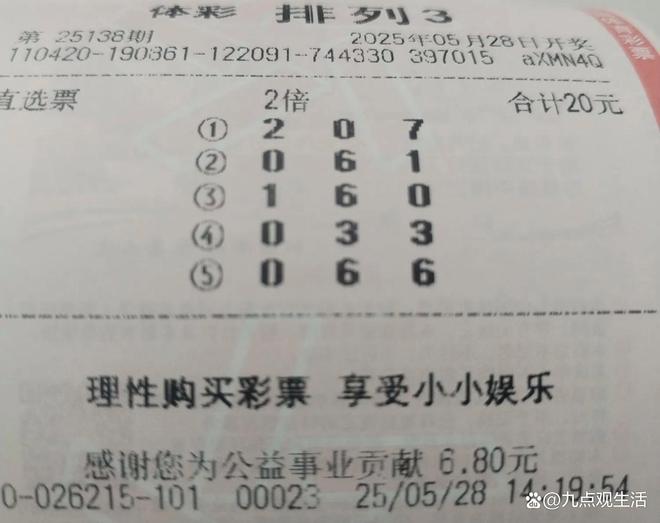 体彩 排列3
第 25138期 2025年05月28日开奖
110420-190861-122091-744330 397015 aXMN4Q
直选票 2倍 合计20元
① 2 0 7
② 0 6 1
③ 1 6 0
④ 0 3 3
⑤ 0 6 6
理性购买彩票 享受小小娱乐
感谢您为公益事业贡献 6.80元
0-026215-101 00023 25/05/28 14:19:54
体育彩票
@九点观生活